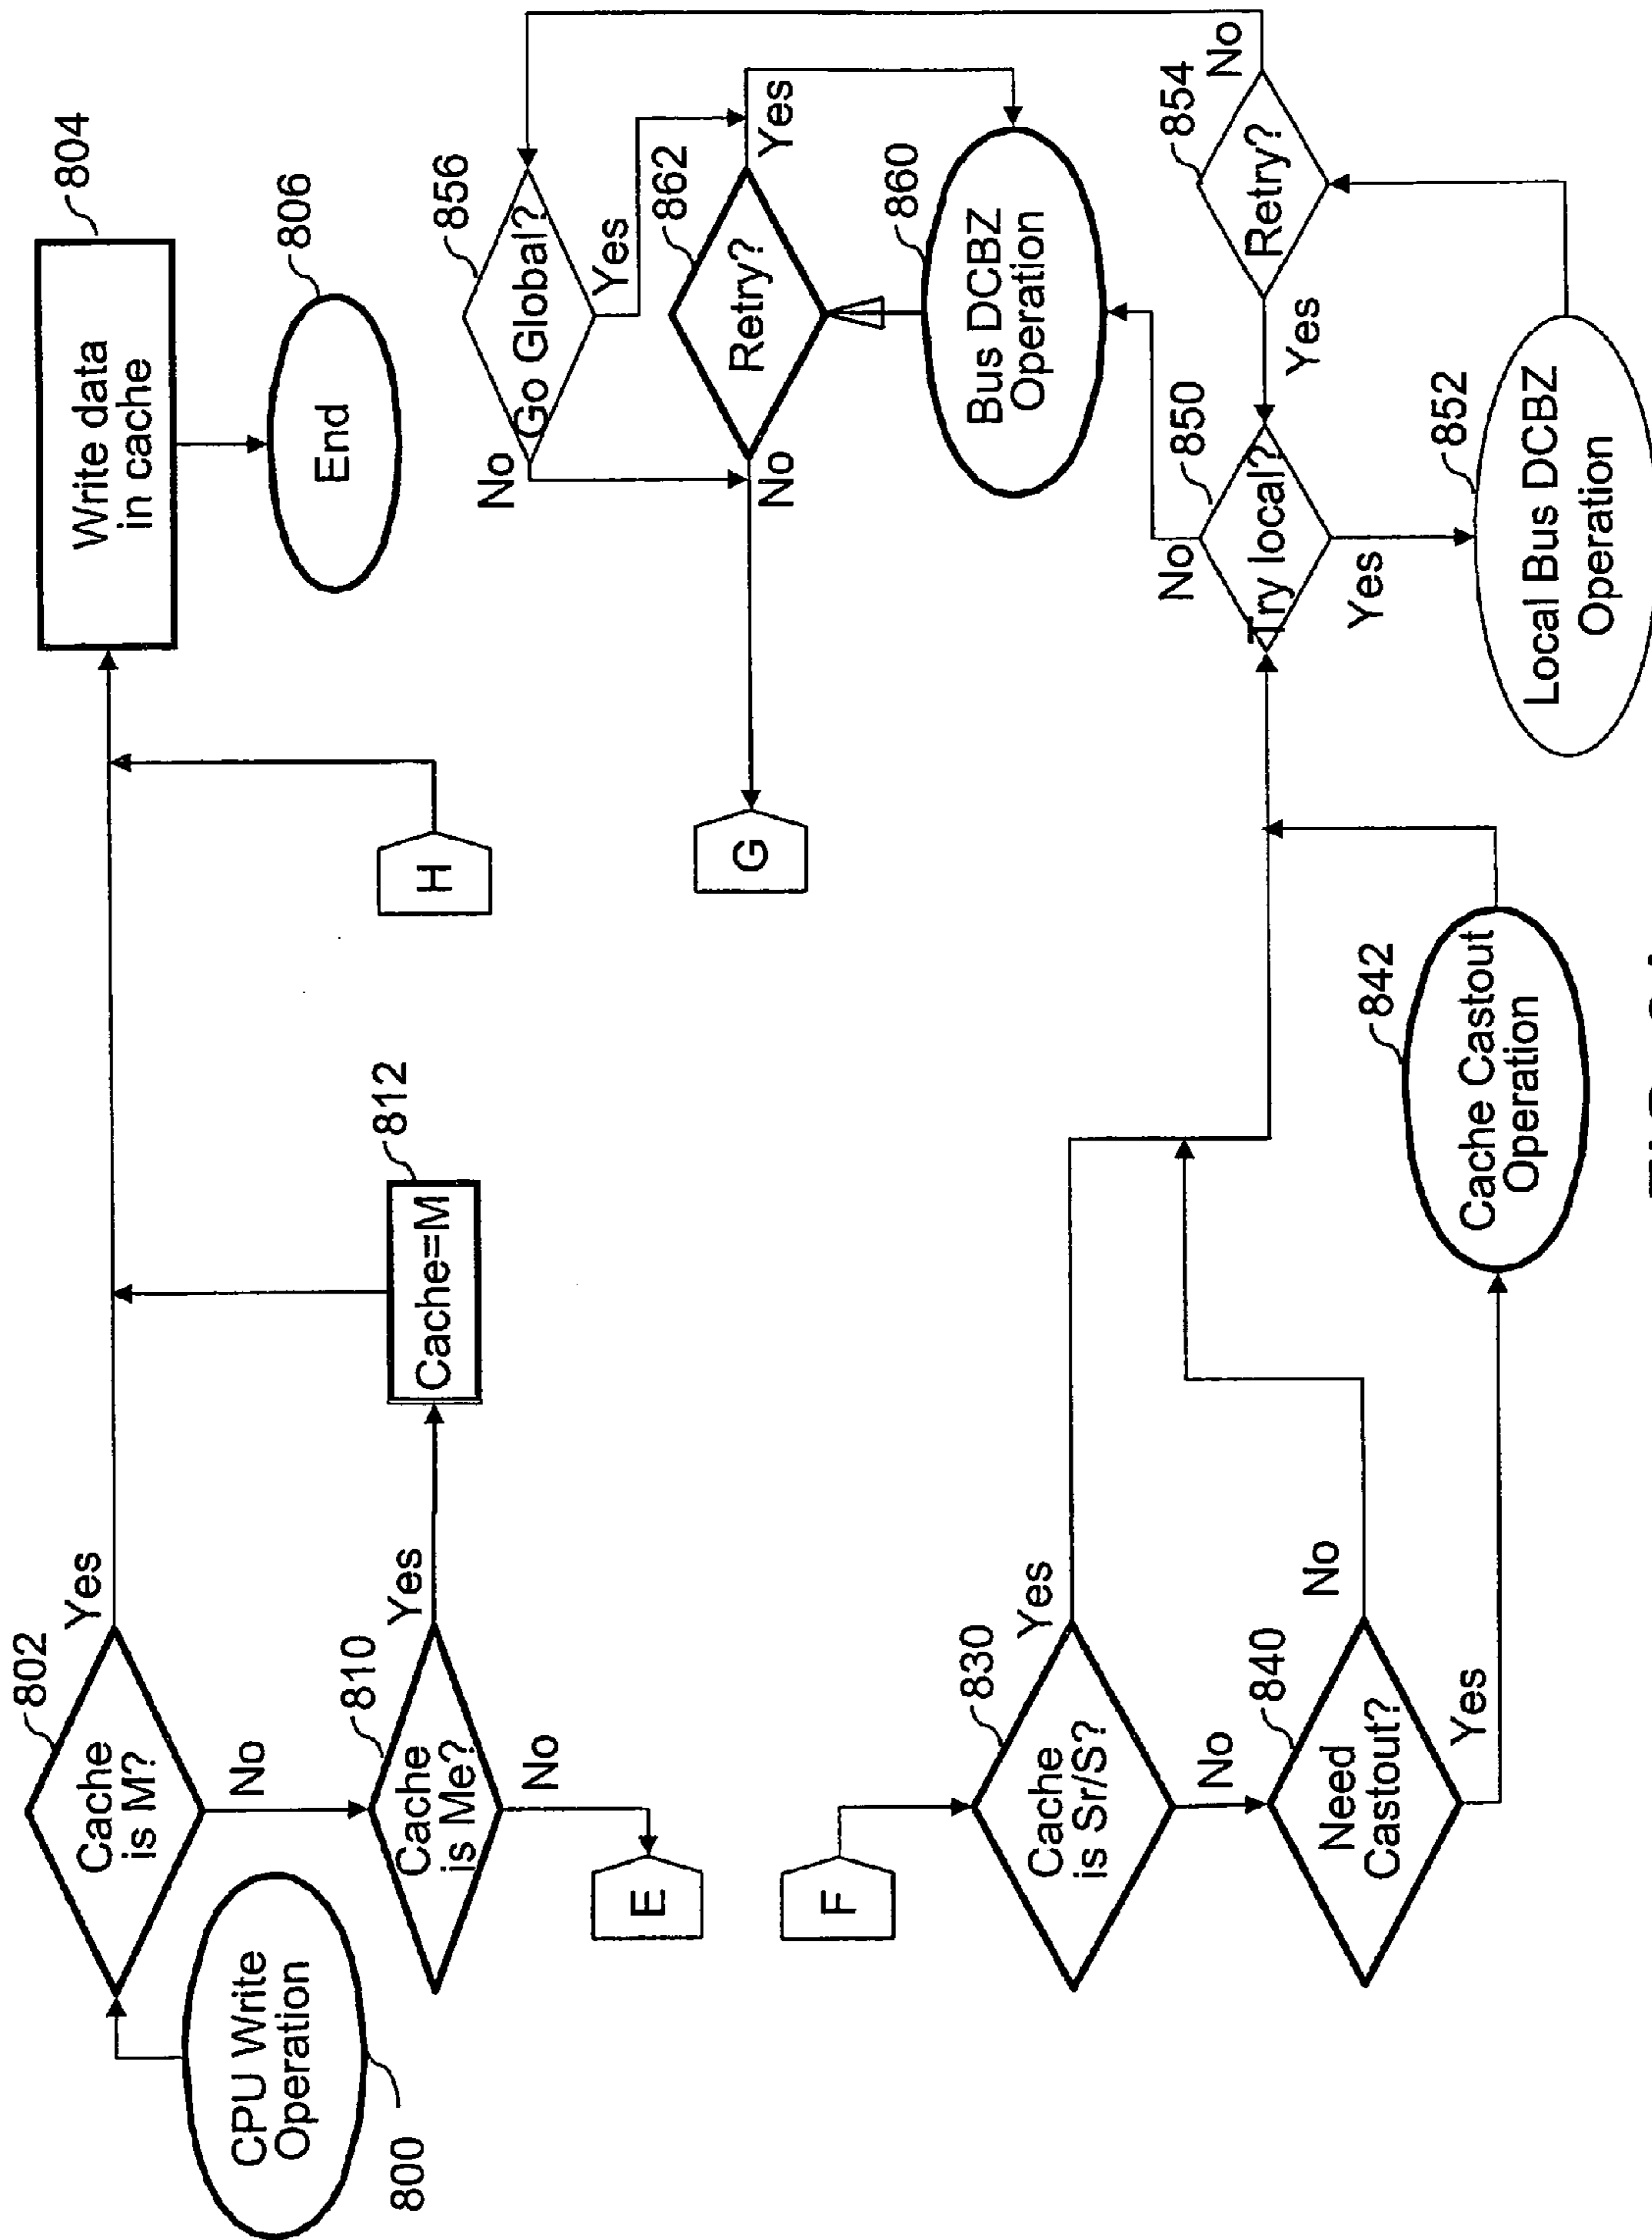 800
CPU Write
Operation
802
Cache
is M?
Yes
No
804
Write data
in cache
806
End
810
Cache
is Me?
Yes
No
812
Cache=M
E
H
F
830
Cache
is Sr/S?
Yes
No
840
Need
Castout?
No
Yes
842
Cache Castout
Operation
G
856
Go Global?
No
Yes
862
Retry?
No
Yes
860
Bus DCBZ
Operation
850
Try local?
No
Yes
854
Retry?
No
Yes
852
Local Bus DCBZ
Operation